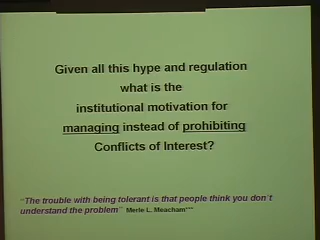 Given all this hype and regulation
what is the
institutional motivation for
managing instead of prohibiting
Conflicts of Interest?
"The trouble with being tolerant is that people think you don't
understand the problem" Merle L. Meacham